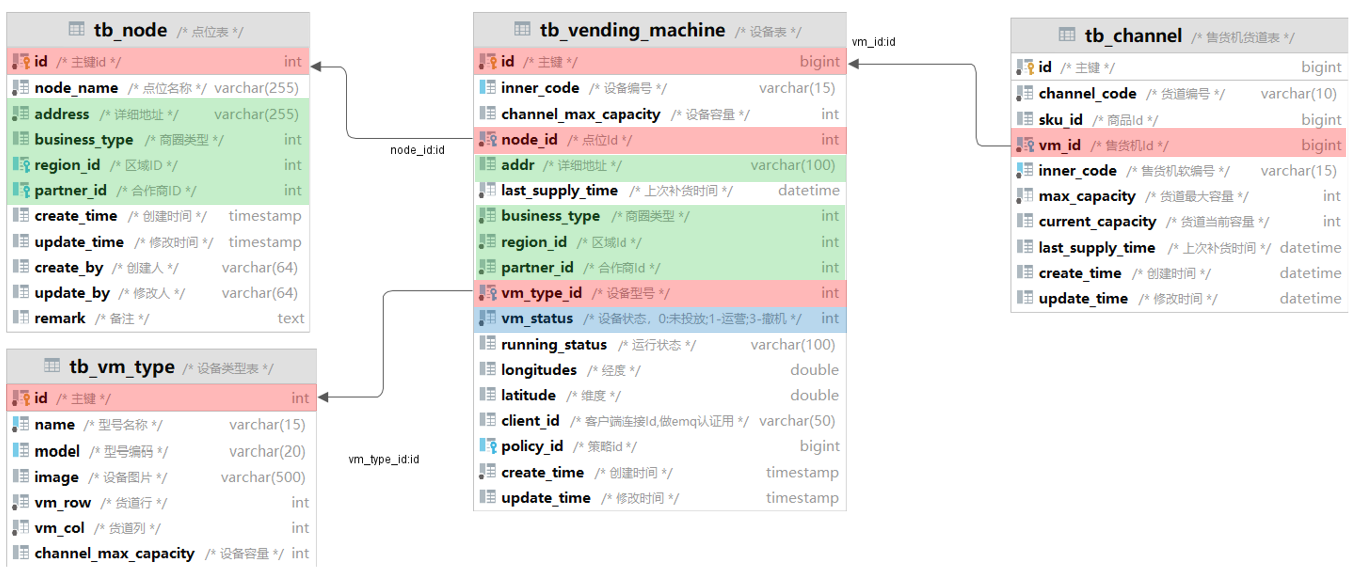 tb_node /* 点位表 */
id /* 主键id */ int
node_name /* 点位名称 */ varchar(255)
address /* 详细地址 */ varchar(255)
business_type /* 商圈类型 */ int
region_id /* 区域ID */ int
partner_id /* 合作商ID */ int
create_time /* 创建时间 */ timestamp
update_time /* 修改时间 */ timestamp
create_by /* 创建人 */ varchar(64)
update_by /* 修改人 */ varchar(64)
remark /* 备注 */ text
tb_vm_type /* 设备类型表 */
id /* 主键 */ int
name /* 型号名称 */ varchar(15)
model /* 型号编码 */ varchar(20)
image /* 设备图片 */ varchar(500)
vm_row /* 货道行 */ int
vm_col /* 货道列 */ int
channel_max_capacity /* 设备容量 */ int
node_id:id
vm_type_id:id
tb_vending_machine /* 设备表 */
id /* 主键 */ bigint
inner_code /* 设备编号 */ varchar(15)
channel_max_capacity /* 设备容量 */ int
node_id /* 点位Id */ int
addr /* 详细地址 */ varchar(100)
last_supply_time /* 上次补货时间 */ datetime
business_type /* 商圈类型 */ int
region_id /* 区域Id */ int
partner_id /* 合作商Id */ int
vm_type_id /* 设备型号 */ int
vm_status /* 设备状态，0:未投放;1-运营;3-撤机 */ int
running_status /* 运行状态 */ varchar(100)
longitudes /* 经度 */ double
latitude /* 维度 */ double
client_id /* 客户端连接Id,做emq认证用 */ varchar(50)
policy_id /* 策略id */ bigint
create_time /* 创建时间 */ timestamp
update_time /* 修改时间 */ timestamp
vm_id:id
tb_channel /* 售货机货道表 */
id /* 主键 */ bigint
channel_code /* 货道编号 */ varchar(10)
sku_id /* 商品Id */ bigint
vm_id /* 售货机Id */ bigint
inner_code /* 售货机软编号 */ varchar(15)
max_capacity /* 货道最大容量 */ int
current_capacity /* 货道当前容量 */ int
last_supply_time /* 上次补货时间 */ datetime
create_time /* 创建时间 */ datetime
update_time /* 修改时间 */ datetime